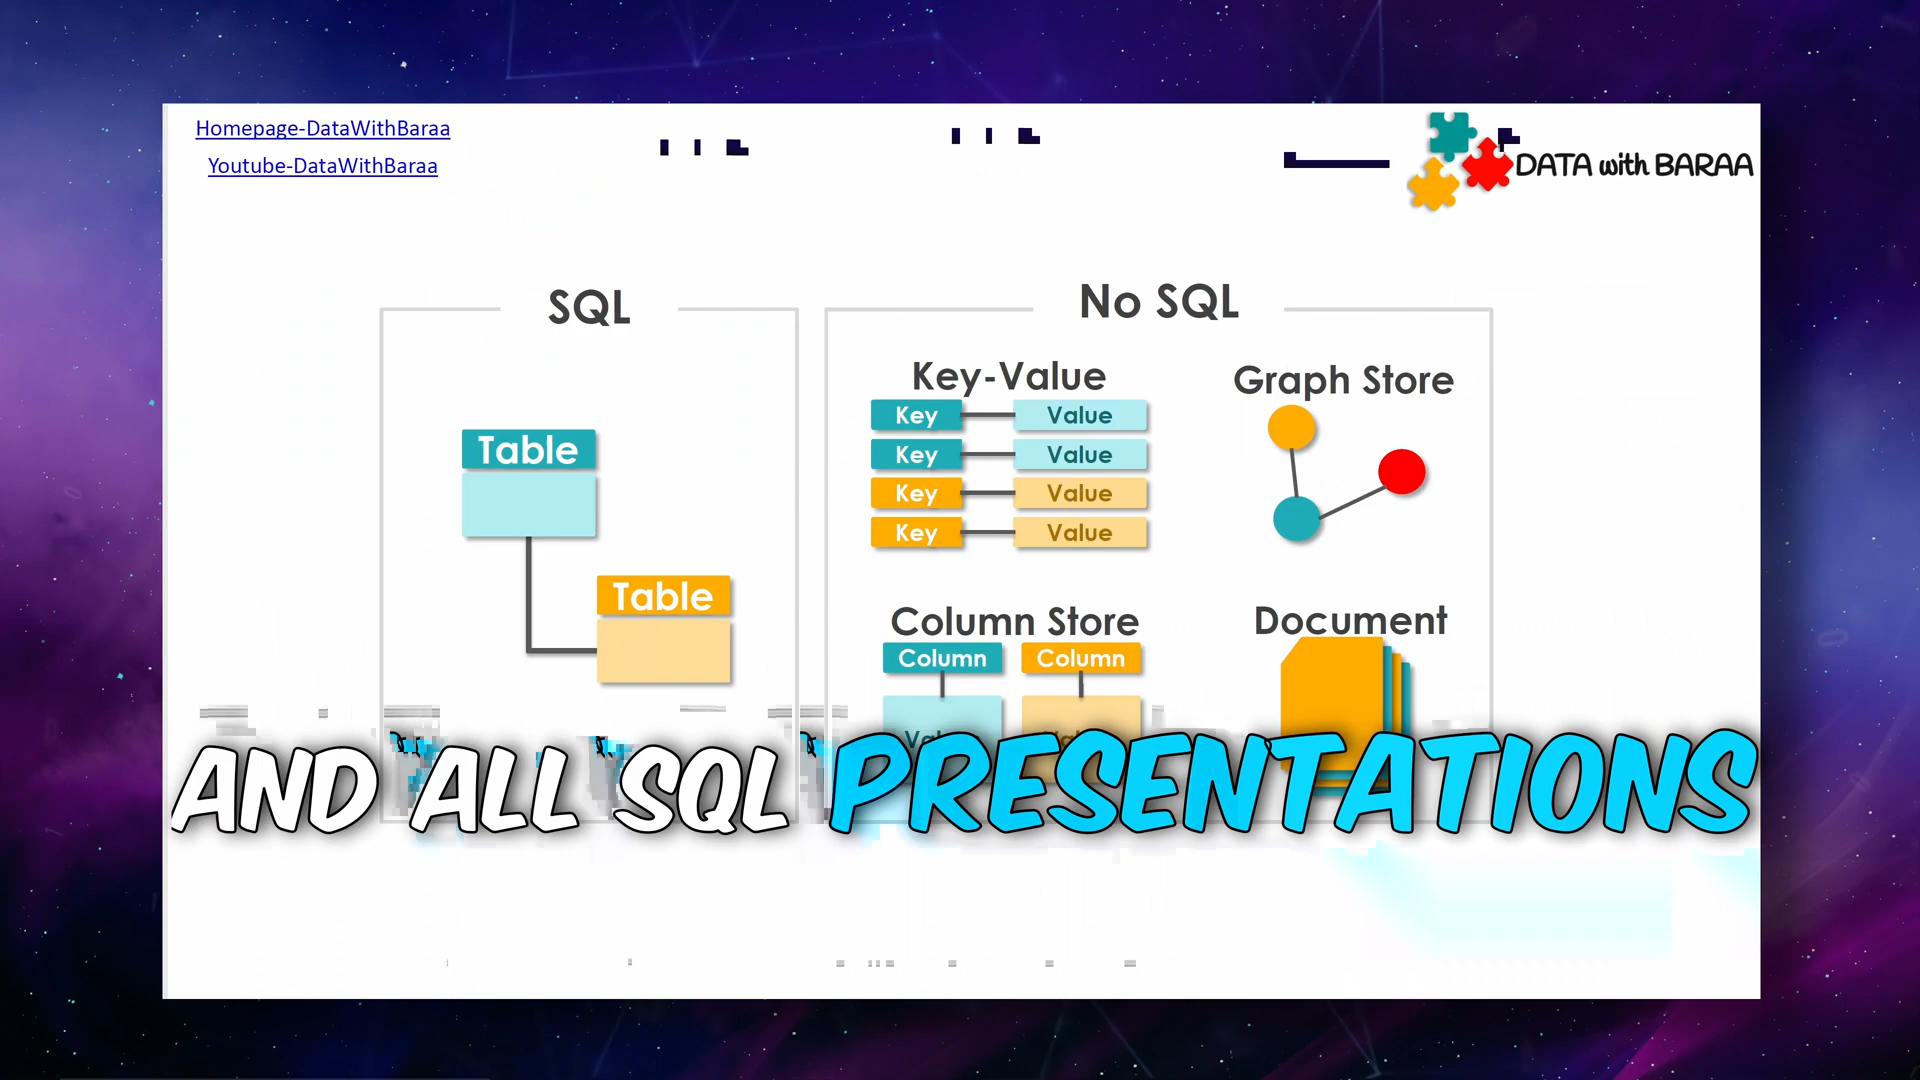 Homepage-DataWithBaraa
Youtube-DataWithBaraa
DATA with BARAA
SQL
Table
Table
No SQL
Key-Value
Key Value
Key Value
Key Value
Key Value
Graph Store
Column Store
Column Column
Document
AND ALL SQL PRESENTATIONS